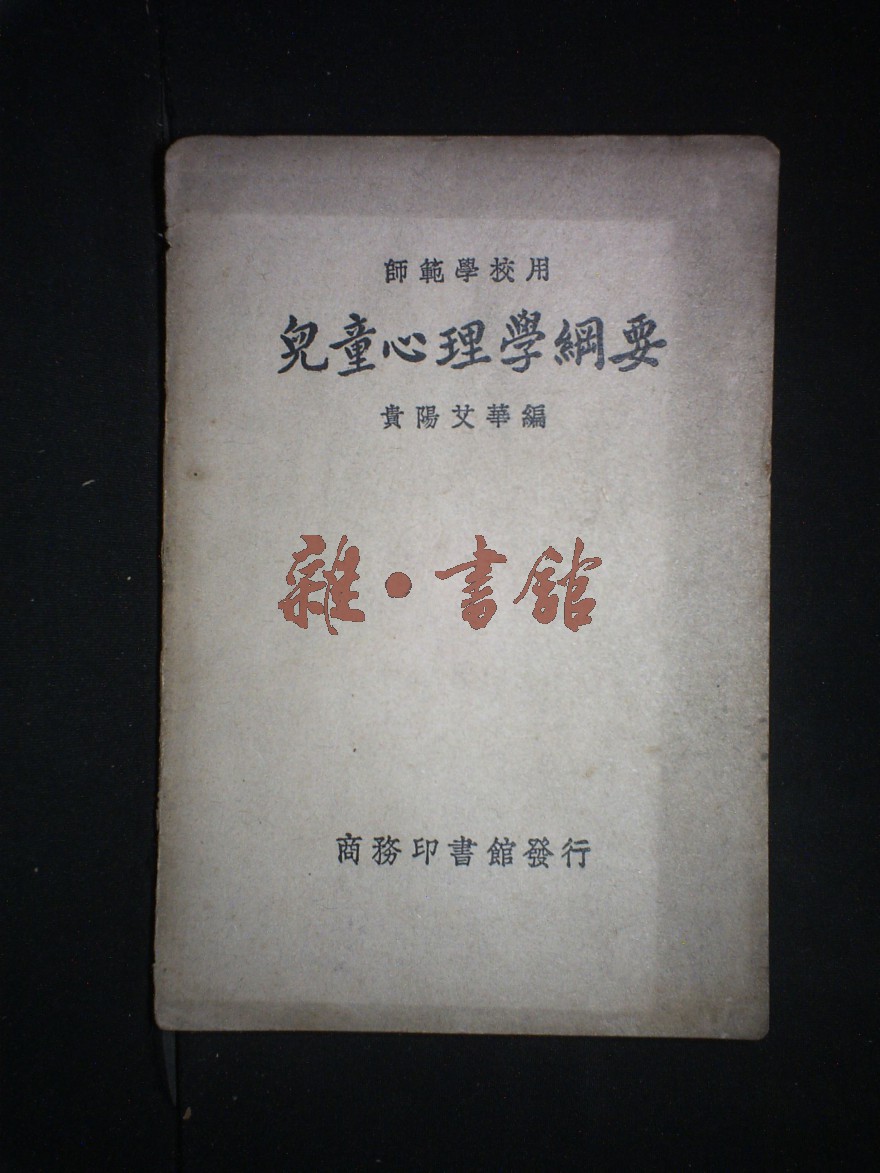 師範學校用
兒童心理學綱要
貴陽艾華編
雜·書館
商務印書館發行